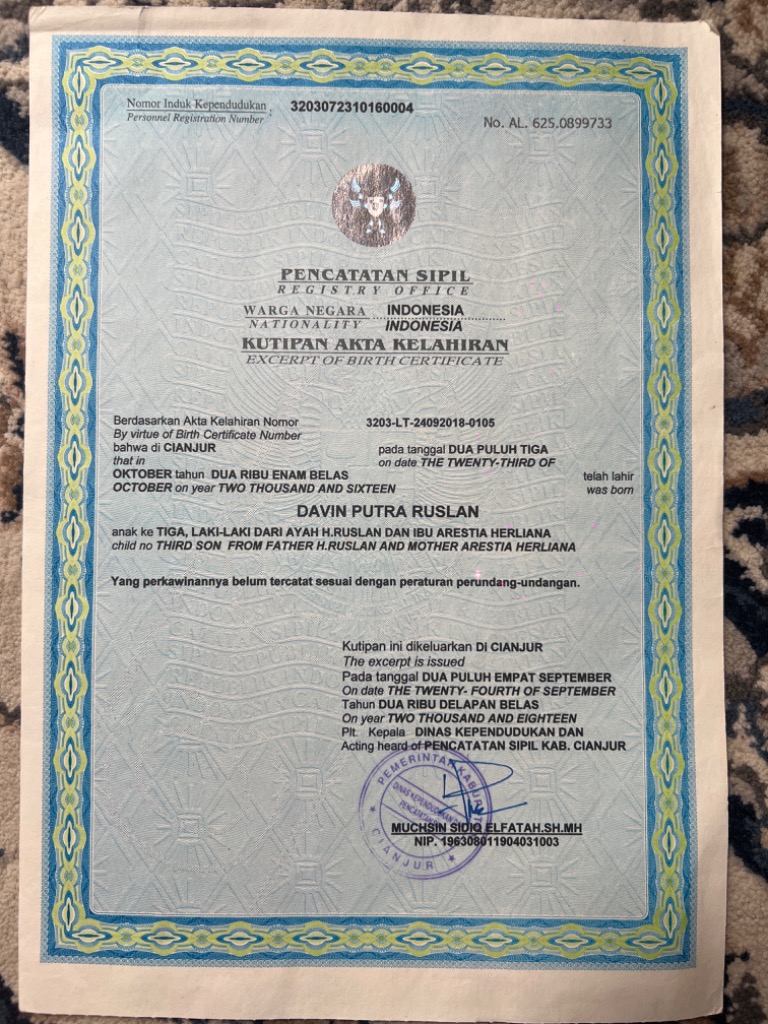 Nomor Induk Kependudukan : 3203072310160004
Personnel Registration Number
No. AL. 625.0899733
PENCATATAN SIPIL
REGISTRY OFFICE
WARGA NEGARA INDONESIA
NATIONALITY INDONESIA
KUTIPAN AKTA KELAHIRAN
EXCERPT OF BIRTH CERTIFICATE
Berdasarkan Akta Kelahiran Nomor 3203-LT-24092018-0105
By virtue of Birth Certificate Number
bahwa di CIANJUR pada tanggal DUA PULUH TIGA
that in on date THE TWENTY-THIRD OF
OKTOBER tahun DUA RIBU ENAM BELAS telah lahir
OCTOBER on year TWO THOUSAND AND SIXTEEN was born
DAVIN PUTRA RUSLAN
anak ke TIGA, LAKI-LAKI DARI AYAH H.RUSLAN DAN IBU ARESTIA HERLIANA
child no THIRD SON FROM FATHER H.RUSLAN AND MOTHER ARESTIA HERLIANA
Yang perkawinannya belum tercatat sesuai dengan peraturan perundang-undangan.
Kutipan ini dikeluarkan Di CIANJUR
The excerpt is issued
Pada tanggal DUA PULUH EMPAT SEPTEMBER
On date THE TWENTY- FOURTH OF SEPTEMBER
Tahun DUA RIBU DELAPAN BELAS
On year TWO THOUSAND AND EIGHTEEN
Plt. Kepala DINAS KEPENDUDUKAN DAN
Acting heard of PENCATATAN SIPIL KAB. CIANJUR
PEMERINTAH
DINAS KEPENDUDUKAN
CIANJUR
MUCHSIN SIDIQ ELFATAH.SH.MH
NIP. 196308011904031003